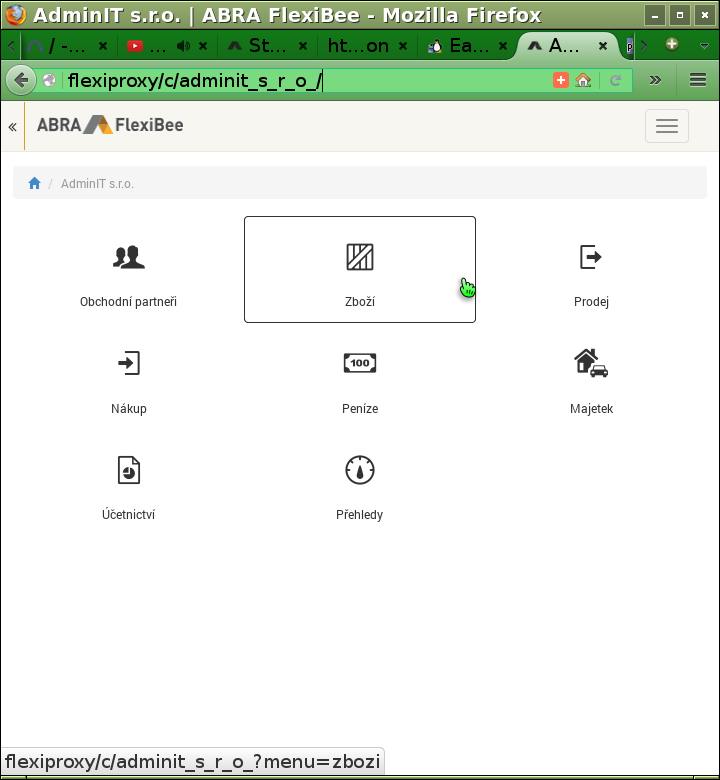 AdminIT s.r.o. | ABRA FlexiBee - Mozilla Firefox
/ -... ... St... ht...on Ea... A... p
flexiproxy/c/adminit_s_r_o_/
ABRA FlexiBee
/ AdminIT s.r.o.
Obchodní partneři Zboží Prodej
100
Nákup Peníze Majetek
Účetnictví Přehledy
flexiproxy/c/adminit_s_r_o_?menu=zbozi